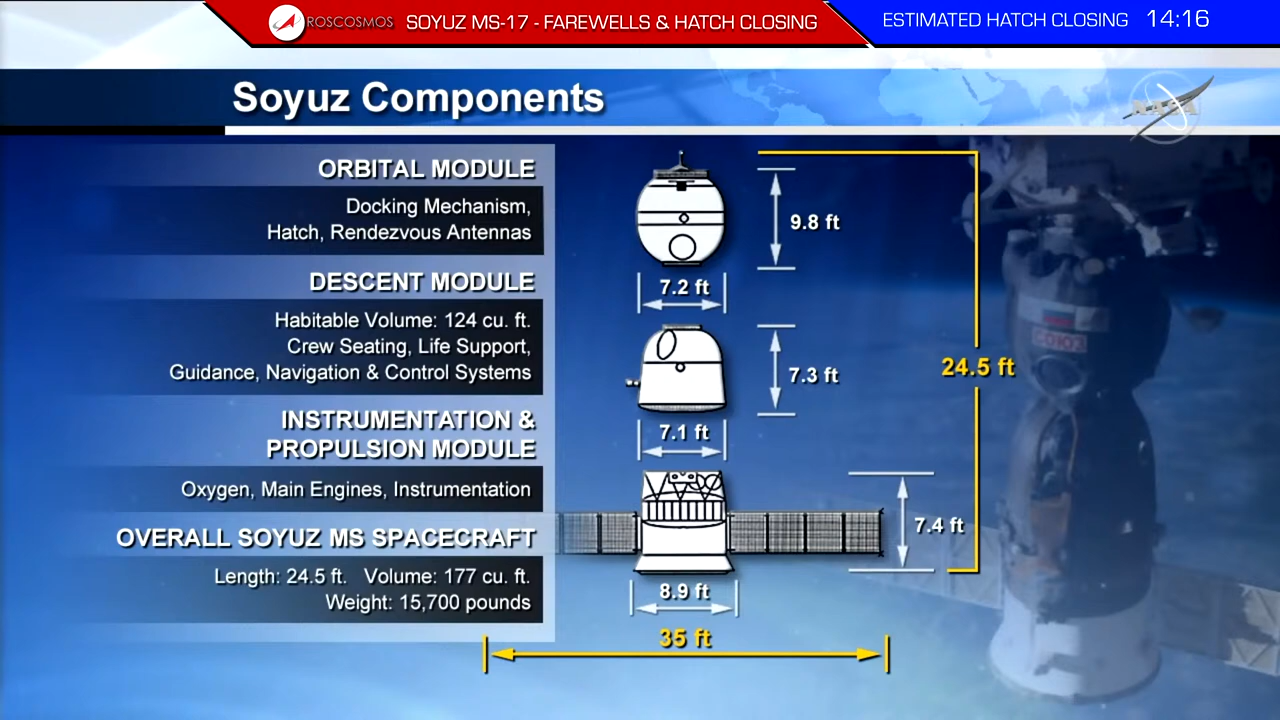 ROSCOSMOS SOYUZ MS-17 - FAREWELLS & HATCH CLOSING
ESTIMATED HATCH CLOSING 14:16
Soyuz Components
NASA
ORBITAL MODULE
Docking Mechanism,
Hatch, Rendezvous Antennas
9.8 ft
7.2 ft
DESCENT MODULE
Habitable Volume: 124 cu. ft.
Crew Seating, Life Support,
Guidance, Navigation & Control Systems
7.3 ft
7.1 ft
24.5 ft
СОЮЗ
INSTRUMENTATION &
PROPULSION MODULE
Oxygen, Main Engines, Instrumentation
7.4 ft
8.9 ft
35 ft
OVERALL SOYUZ MS SPACECRAFT
Length: 24.5 ft. Volume: 177 cu. ft.
Weight: 15,700 pounds